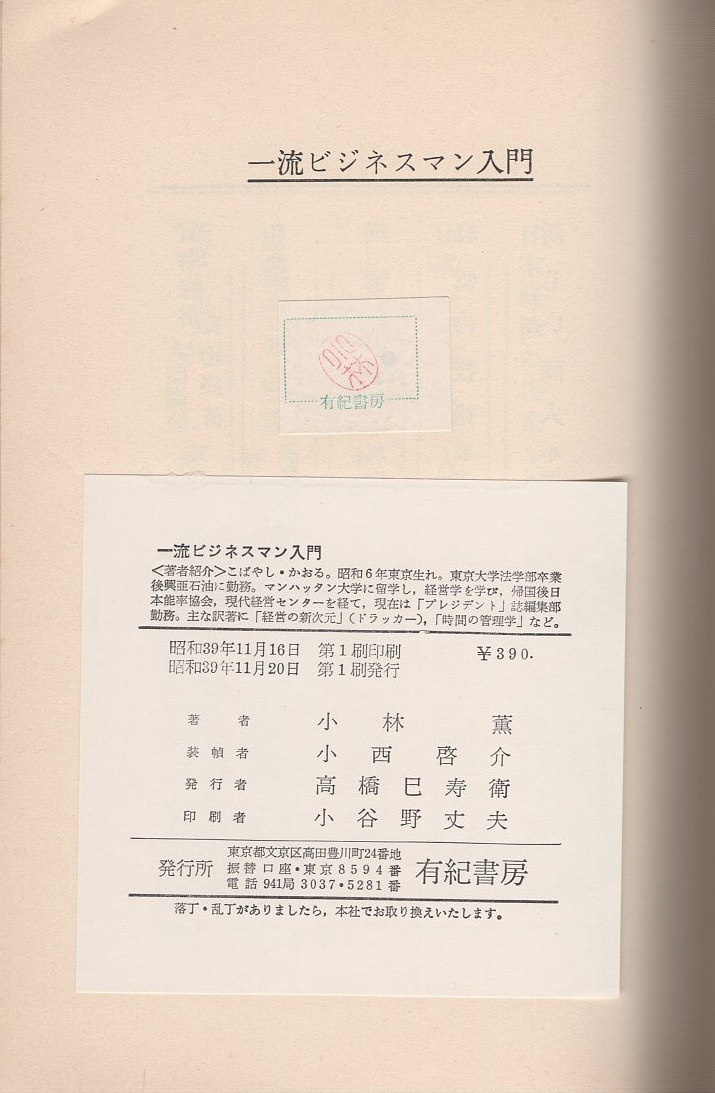 一流ビジネスマン入門
有紀書房
一流ビジネスマン入門
<著者紹介>こばやし・かおる。昭和6年東京生れ。東京大学法学部卒業
後興亜石油に勤務。マンハッタン大学に留学し，経営学を学び，帰国後日
本能率協会，現代経営センターを経て，現在は「プレジデント」誌編集部
勤務。主な訳著に「経営の新次元」(ドラッカー)，「時間の管理学」など。
昭和39年11月16日　第1刷印刷　￥390.
昭和39年11月20日　第1刷発行
著者　小林薫
装幀者　小西啓介
発行者　高橋巳寿衛
印刷者　小谷野丈夫
東京都文京区高田豊川町24番地
発行所　振替口座・東京8594番　有紀書房
電話941局3037・5281番
落丁・乱丁がありましたら，本社でお取り換えいたします。